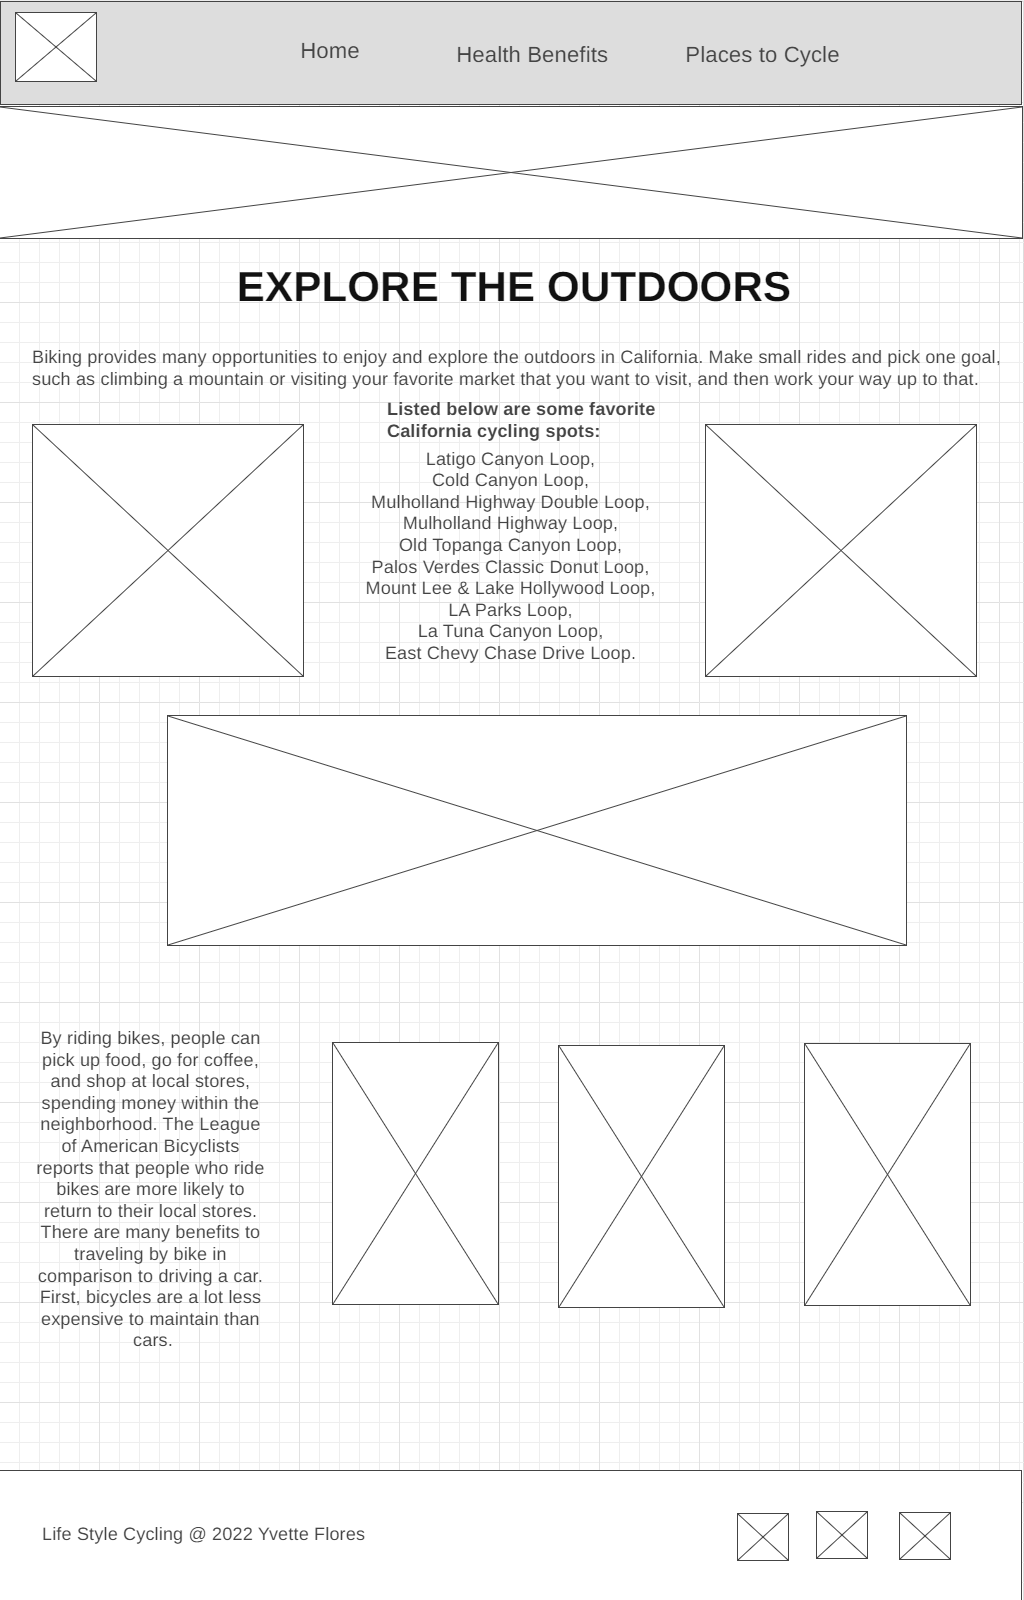 Home
Health Benefits
Places to Cycle
EXPLORE THE OUTDOORS
Biking provides many opportunities to enjoy and explore the outdoors in California. Make small rides and pick one goal,
such as climbing a mountain or visiting your favorite market that you want to visit, and then work your way up to that.
Listed below are some favorite
California cycling spots:
Latigo Canyon Loop,
Cold Canyon Loop,
Mulholland Highway Double Loop,
Mulholland Highway Loop,
Old Topanga Canyon Loop,
Palos Verdes Classic Donut Loop,
Mount Lee & Lake Hollywood Loop,
LA Parks Loop,
La Tuna Canyon Loop,
East Chevy Chase Drive Loop.
By riding bikes, people can
pick up food, go for coffee,
and shop at local stores,
spending money within the
neighborhood. The League
of American Bicyclists
reports that people who ride
bikes are more likely to
return to their local stores.
There are many benefits to
traveling by bike in
comparison to driving a car.
First, bicycles are a lot less
expensive to maintain than
cars.
Life Style Cycling @ 2022 Yvette Flores